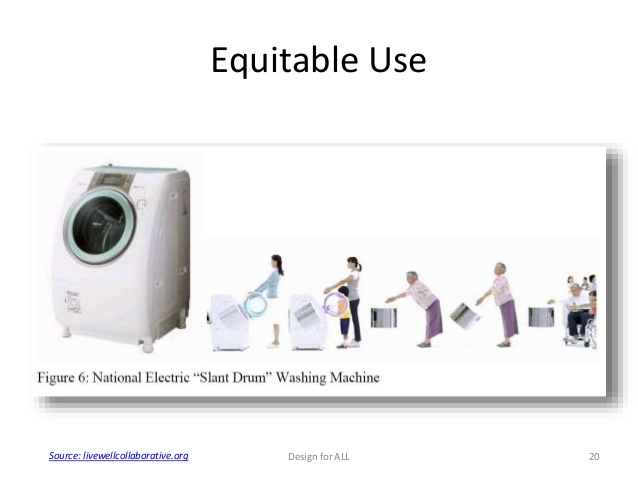 Equitable Use
Figure 6: National Electric “Slant Drum” Washing Machine
Source: livewellcollaborative.org
Design for ALL
20